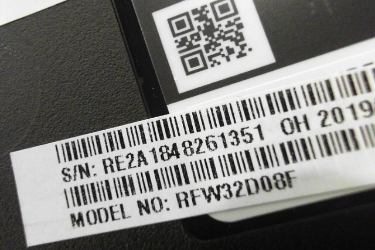 S/N: RE2A1848261351 OH 2019
MODEL NO: RFW32D08F